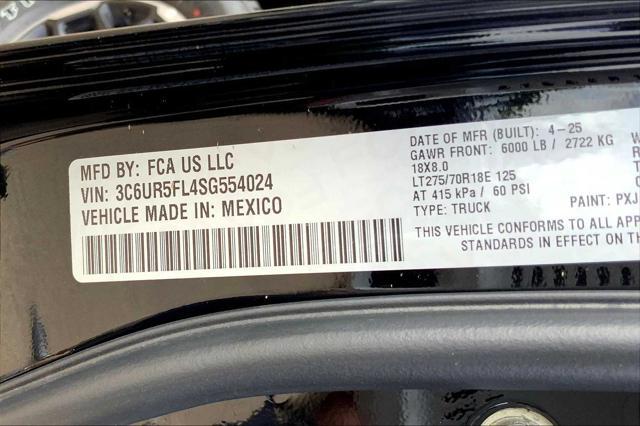 MFD BY: FCA US LLC
VIN: 3C6UR5FL4SG554024
VEHICLE MADE IN: MEXICO
DATE OF MFR (BUILT): 4-25
GAWR FRONT: 6000 LB / 2722 KG
18X8.0
LT275/70R18E 125
AT 415 kPa / 60 PSI
TYPE: TRUCK PAINT: PXJ
THIS VEHICLE CONFORMS TO ALL APP
STANDARDS IN EFFECT ON TH